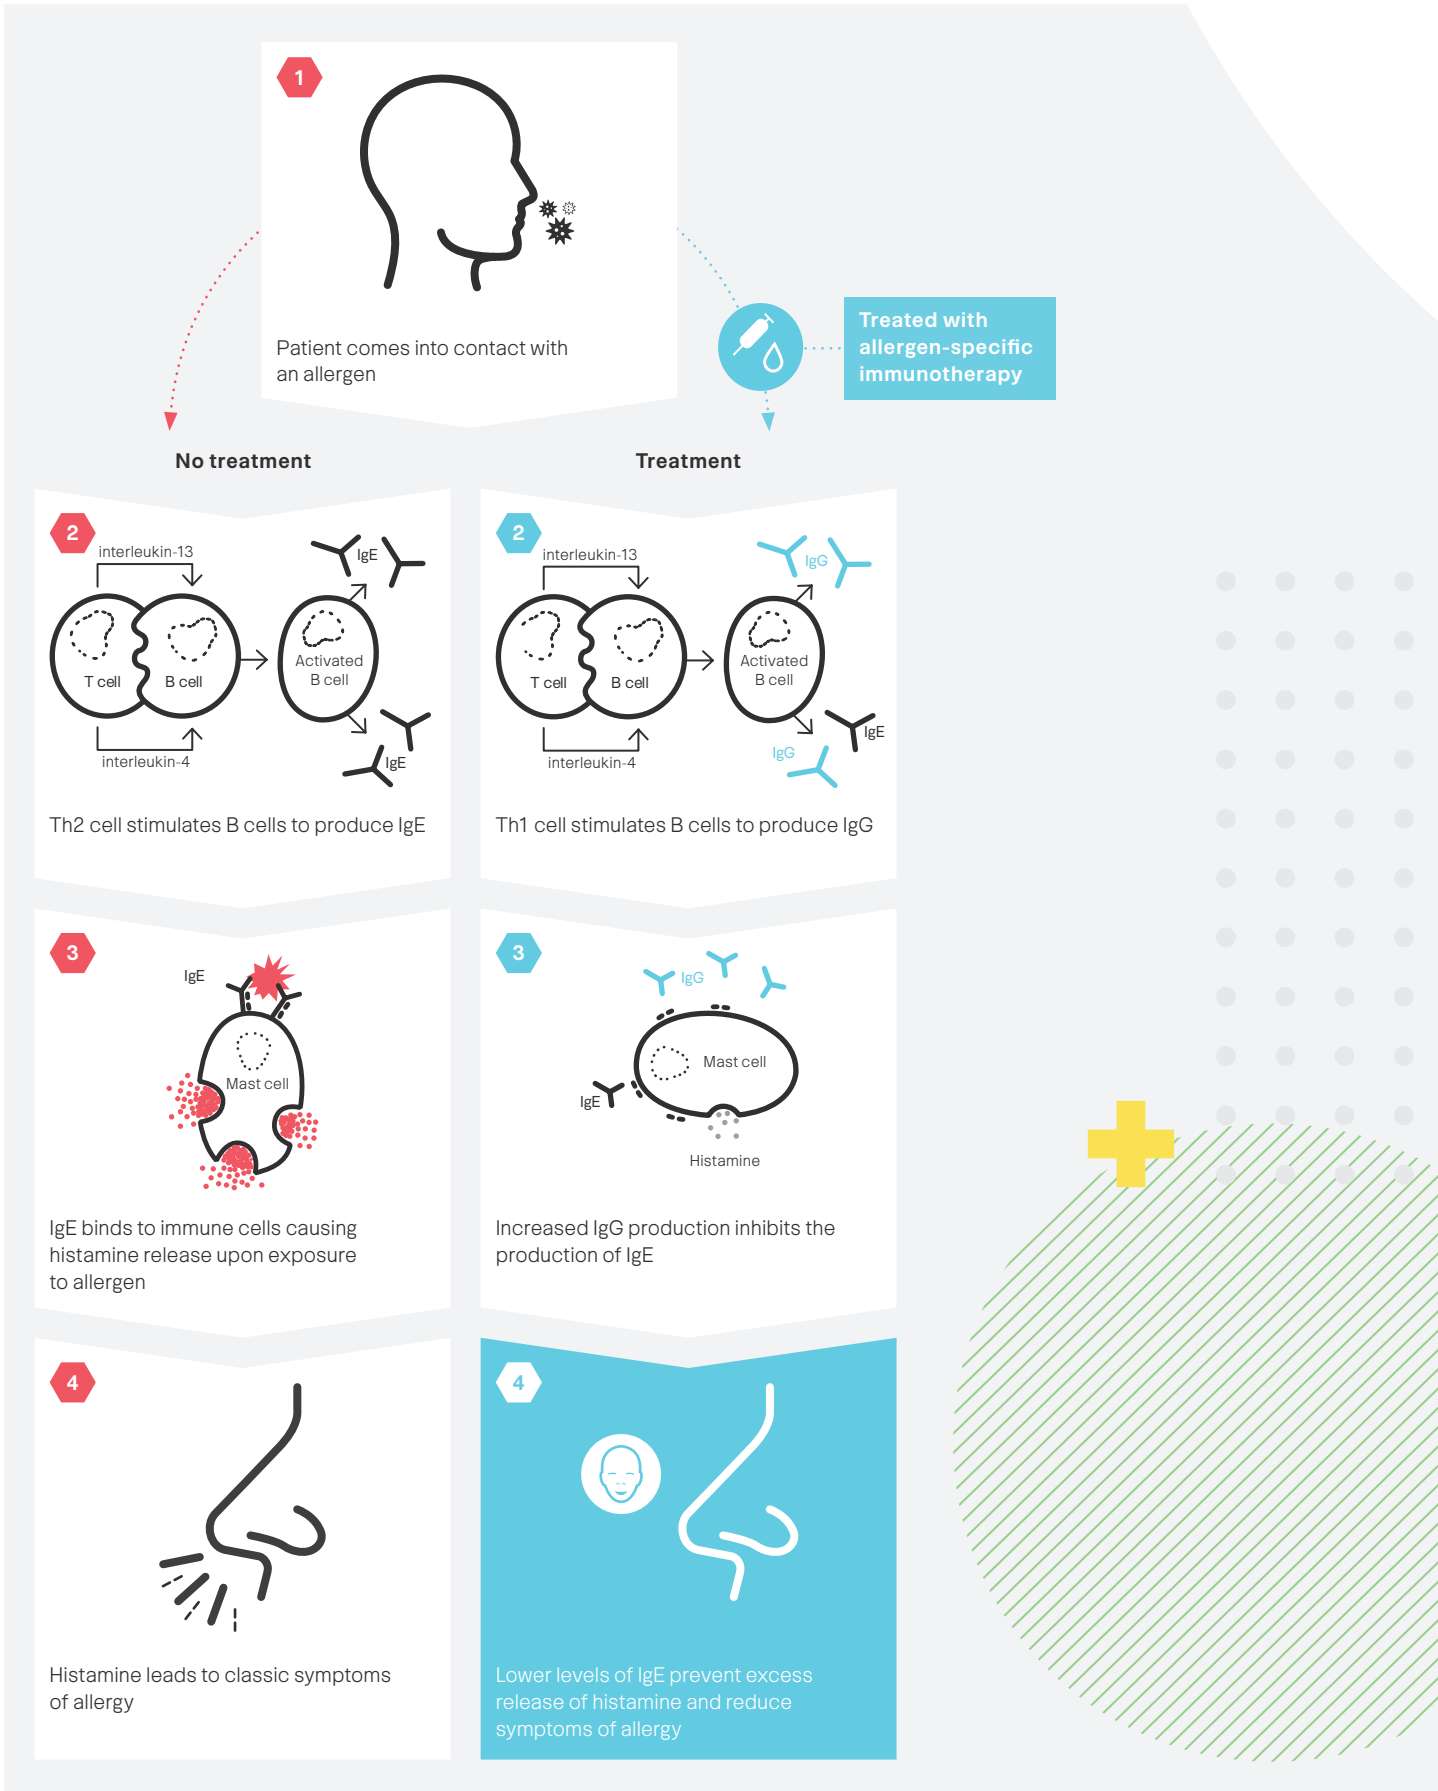 1
Patient comes into contact with
an allergen
Treated with
allergen-specific
immunotherapy
No treatment
2
interleukin-13
T cell
B cell
interleukin-4
Activated
B cell
IgE
IgE
Th2 cell stimulates B cells to produce IgE
3
IgE
Mast cell
IgE binds to immune cells causing
histamine release upon exposure
to allergen
4
Histamine leads to classic symptoms
of allergy
Treatment
2
interleukin-13
T cell
B cell
interleukin-4
Activated
B cell
IgG
IgE
IgG
Th1 cell stimulates B cells to produce IgG
3
IgG
Mast cell
IgE
Histamine
Increased IgG production inhibits the
production of IgE
4
Lower levels of IgE prevent excess
release of histamine and reduce
symptoms of allergy